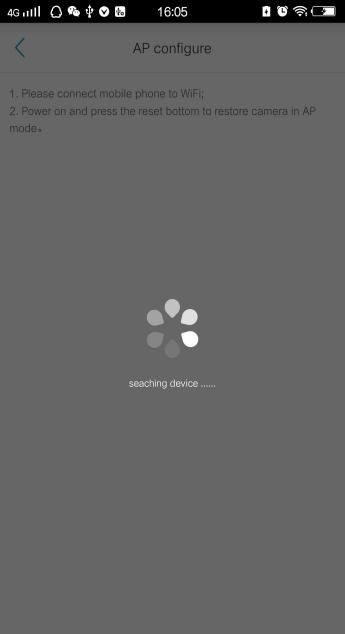 4G 16:05
AP configure
1. Please connect mobile phone to WiFi;
2. Power on and press the reset bottom to restore camera in AP
mode。
seaching device ......